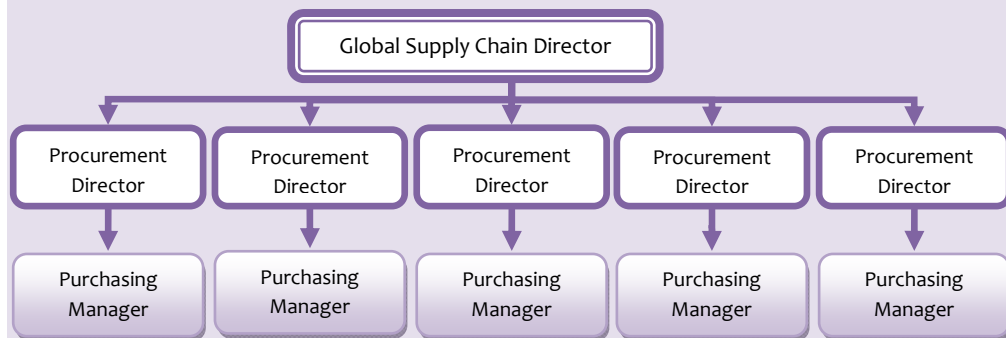 Global Supply Chain Director
Procurement
Director
Procurement
Director
Procurement
Director
Procurement
Director
Procurement
Director
Purchasing
Manager
Purchasing
Manager
Purchasing
Manager
Purchasing
Manager
Purchasing
Manager